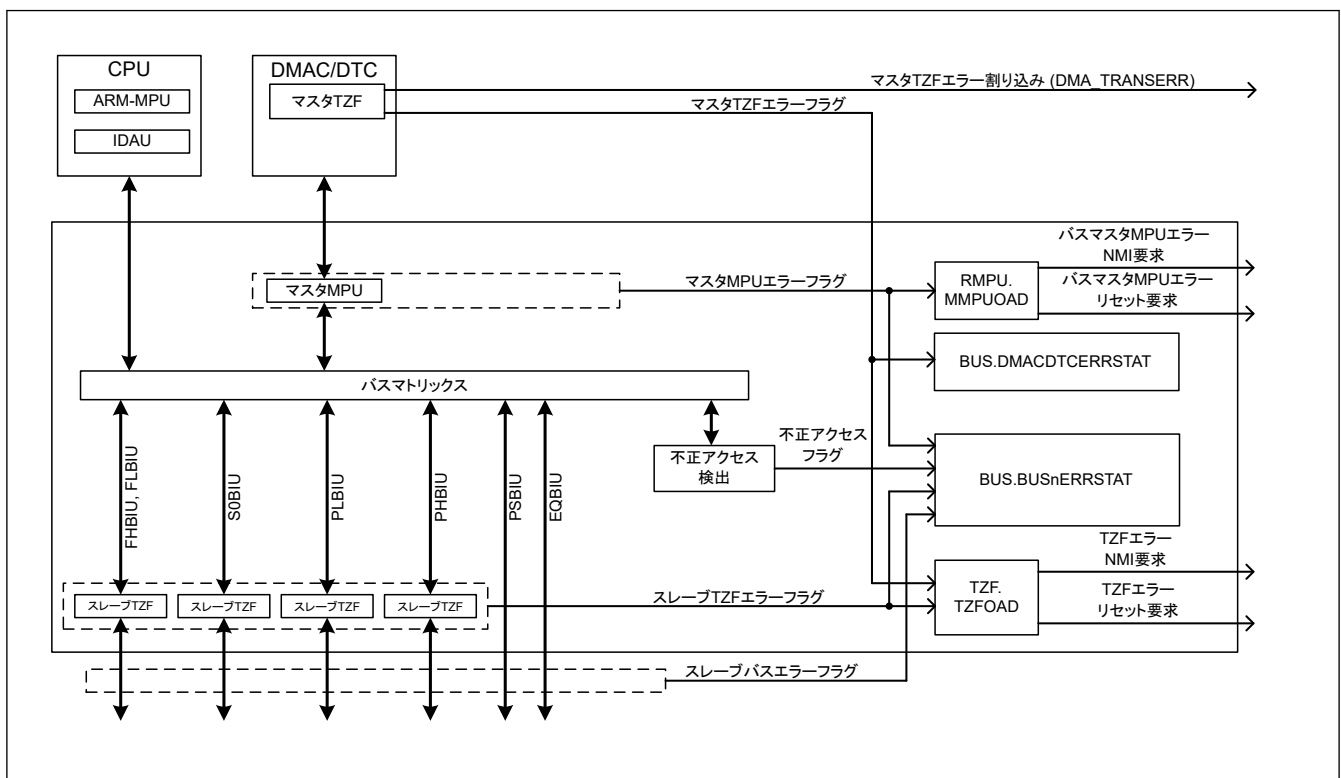 CPU
ARM-MPU
IDAU
DMAC/DTC
マスタTZF
マスタTZFエラー割り込み (DMA_TRANSERR)
マスタTZFエラーフラグ
マスタMPU
マスタMPUエラーフラグ
RMPU.
MMPUOAD
バスマスタMPUエラー
NMI要求
バスマスタMPUエラー
リセット要求
BUS.DMACDTCERRSTAT
バスマトリックス
不正アクセス
検出
不正アクセス
フラグ
BUS.BUSnERRSTAT
FHBIU, FLBIU
S0BIU
PLBIU
PHBIU
PSBIU
EQBIU
スレーブTZF
スレーブTZF
スレーブTZF
スレーブTZF
スレーブTZFエラーフラグ
TZF.
TZFOAD
TZFエラー
NMI要求
TZFエラー
リセット要求
スレーブバスエラーフラグ